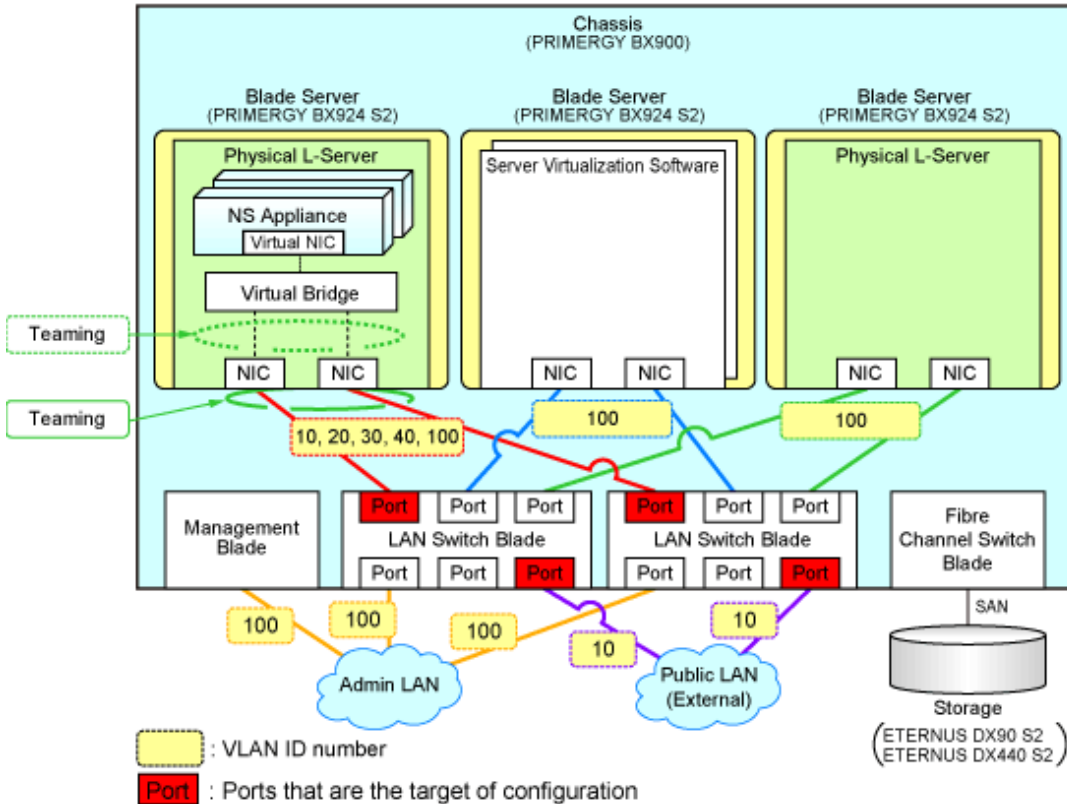 Chassis
(PRIMERGY BX900)
Blade Server
(PRIMERGY BX924 S2)
Blade Server
(PRIMERGY BX924 S2)
Blade Server
(PRIMERGY BX924 S2)
Physical L-Server
NS Appliance
Virtual NIC
Virtual Bridge
Server Virtualization Software
Physical L-Server
Teaming
NIC
NIC
NIC
NIC
NIC
NIC
Teaming
10, 20, 30, 40, 100
100
100
Management
Blade
Port
Port
Port
LAN Switch Blade
Port
Port
Port
Port
Port
Port
LAN Switch Blade
Port
Port
Port
Fibre
Channel Switch
Blade
100
100
100
10
10
SAN
Admin LAN
Public LAN
(External)
Storage
(ETERNUS DX90 S2
ETERNUS DX440 S2)
: VLAN ID number
Port : Ports that are the target of configuration